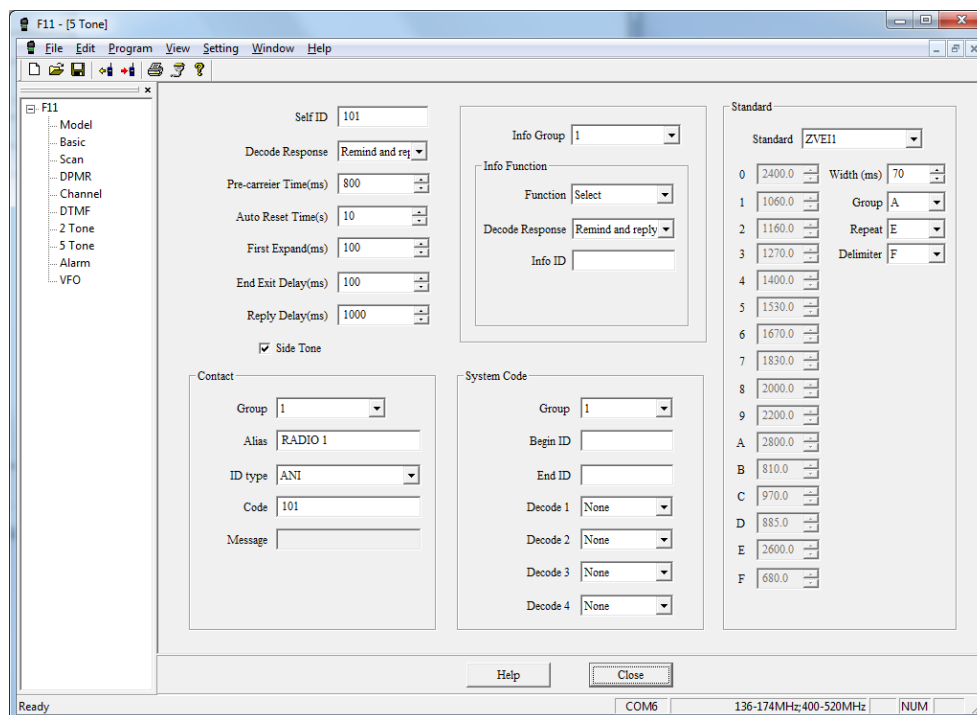 F11 - [5 Tone]
File Edit Program View Setting Window Help
F11
Model
Basic
Scan
DPMR
Channel
DTMF
2 Tone
5 Tone
Alarm
VFO
Self ID 101
Decode Response Remind and rep
Pre-carreier Time(ms) 800
Auto Reset Time(s) 10
First Expand(ms) 100
End Exit Delay(ms) 100
Reply Delay(ms) 1000
Side Tone
Info Group 1
Info Function
Function Select
Decode Response Remind and reply
Info ID
Contact
Group 1
Alias RADIO 1
ID type ANI
Code 101
Message
System Code
Group 1
Begin ID
End ID
Decode 1 None
Decode 2 None
Decode 3 None
Decode 4 None
Standard
Standard ZVEI1
0 2400.0 Width (ms) 70
1 1060.0 Group A
2 1160.0 Repeat E
3 1270.0 Delimiter F
4 1400.0
5 1530.0
6 1670.0
7 1830.0
8 2000.0
9 2200.0
A 2800.0
B 810.0
C 970.0
D 885.0
E 2600.0
F 680.0
Help Close
Ready COM6 136-174MHz;400-520MHz NUM